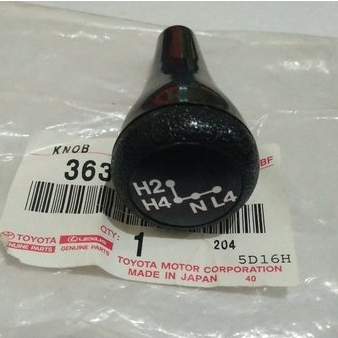 KNOB
363
BF
H2
H4 N L4
TOYOTA LEXUS QTY: 1 204
GENUINE PARTS GENUINE PARTS
5D16H
TOYOTA MOTOR CORPORATION
MADE IN JAPAN 40